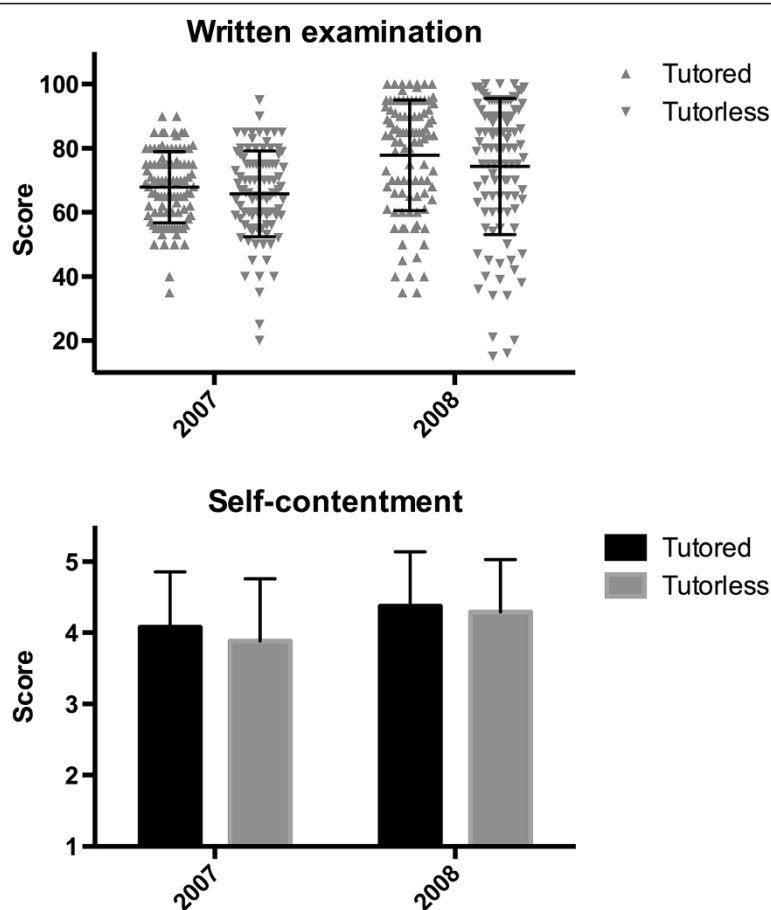 Written examination
Tutored
Tutorless
Score
100
80
60
40
20
2007
2008
Self-contentment
Tutored
Tutorless
Score
5
4
3
2
1
2007
2008